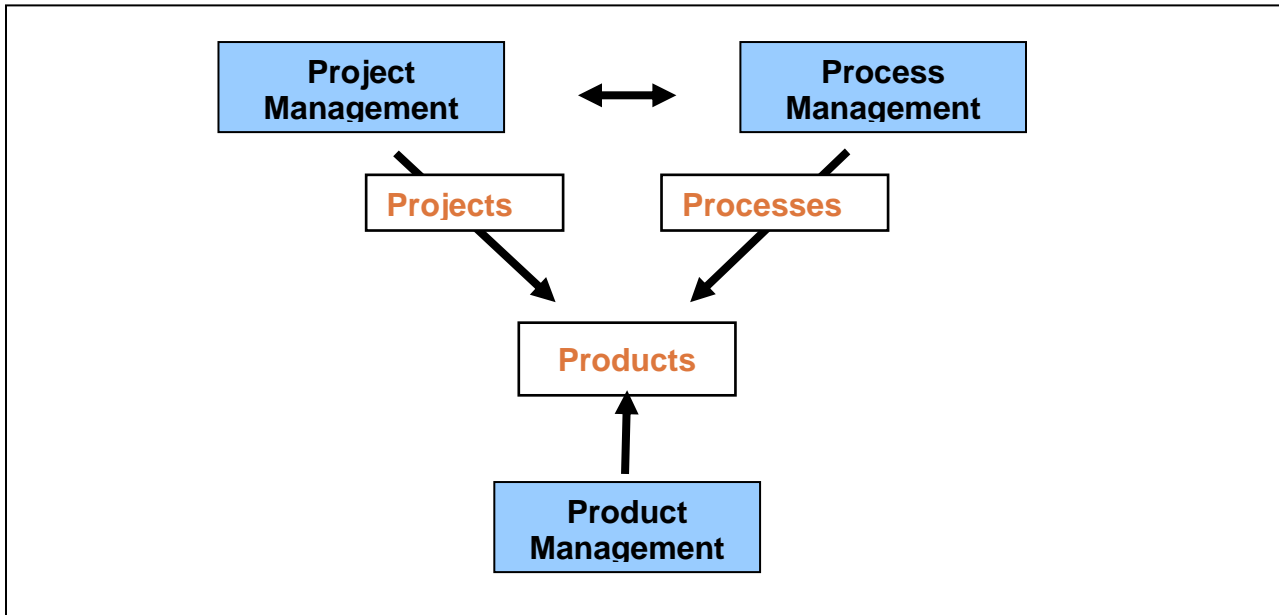 Project
Management
Process
Management
Projects
Processes
Products
Product
Management